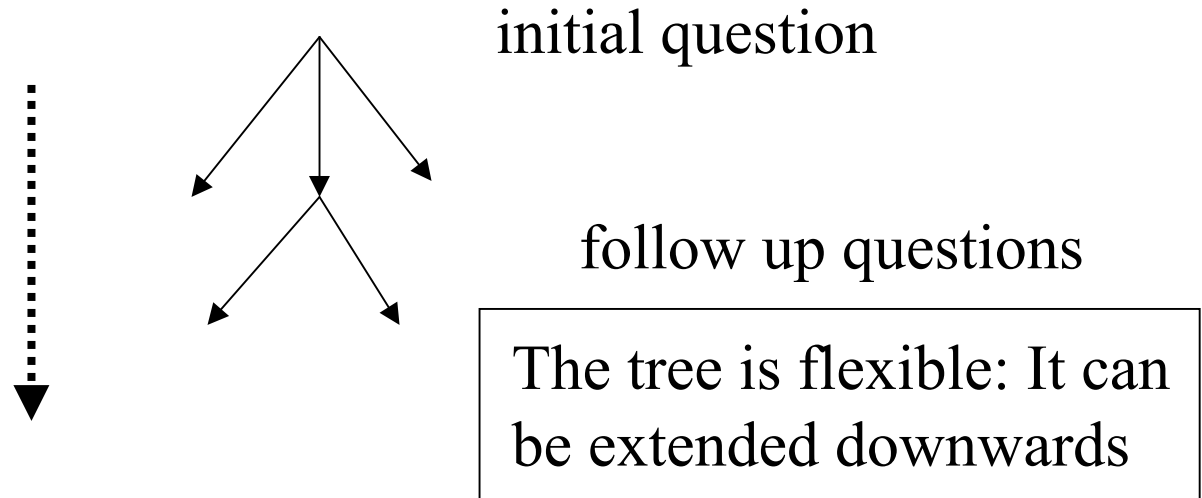 initial question
follow up questions
The tree is flexible: It can
be extended downwards